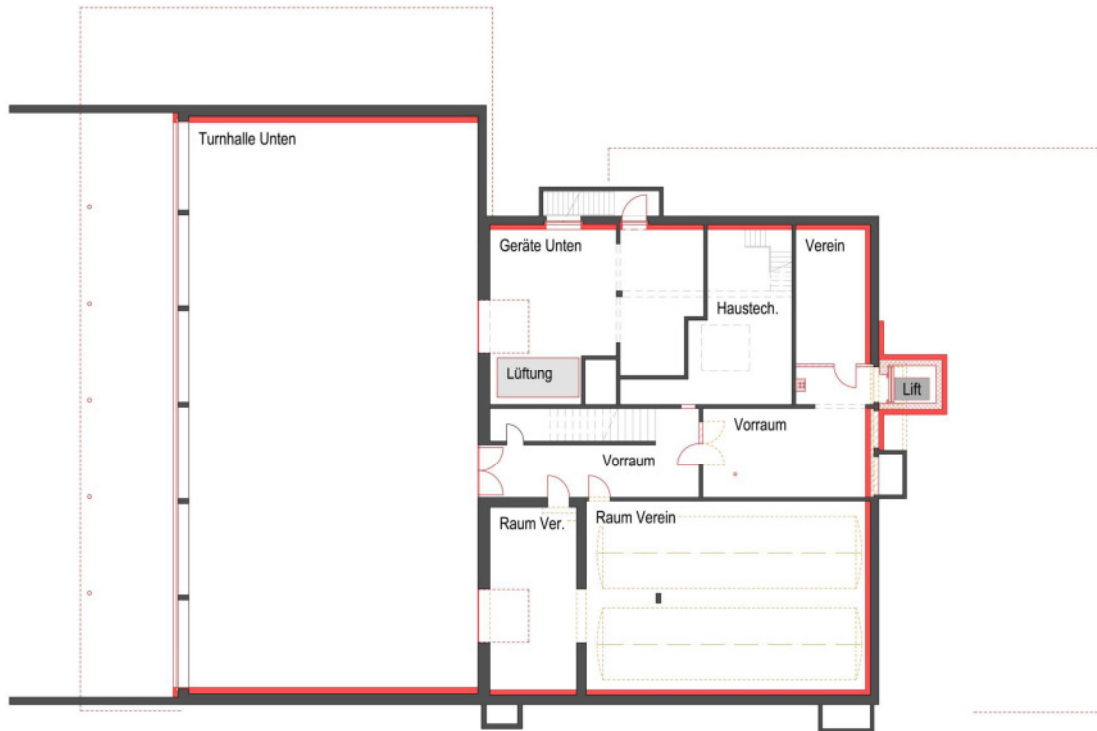 Turnhalle Unten
Geräte Unten
Verein
Haustech.
Lüftung
Lift
Vorraum
Vorraum
Raum Ver.
Raum Verein